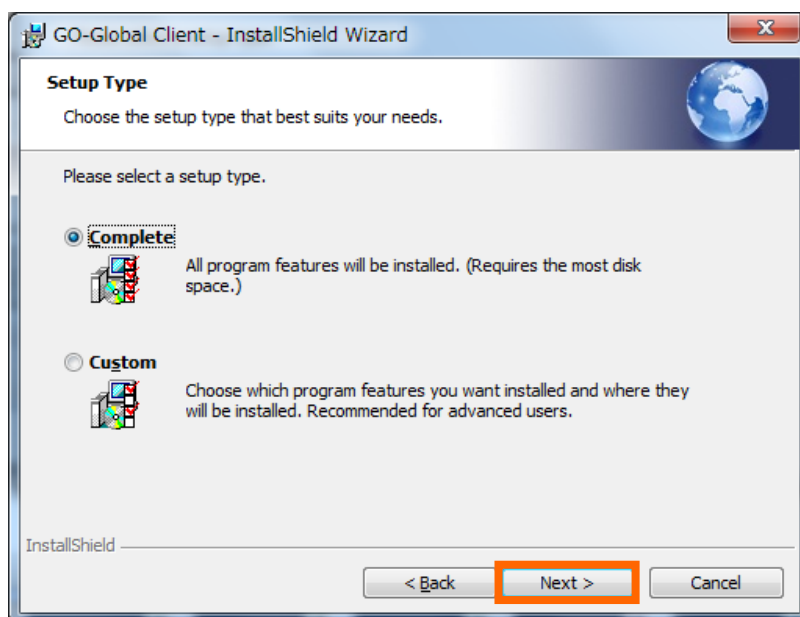 GO-Global Client - InstallShield Wizard
Setup Type
Choose the setup type that best suits your needs.
Please select a setup type.
Complete
All program features will be installed. (Requires the most disk
space.)
Custom
Choose which program features you want installed and where they
will be installed. Recommended for advanced users.
InstallShield
< Back Next > Cancel